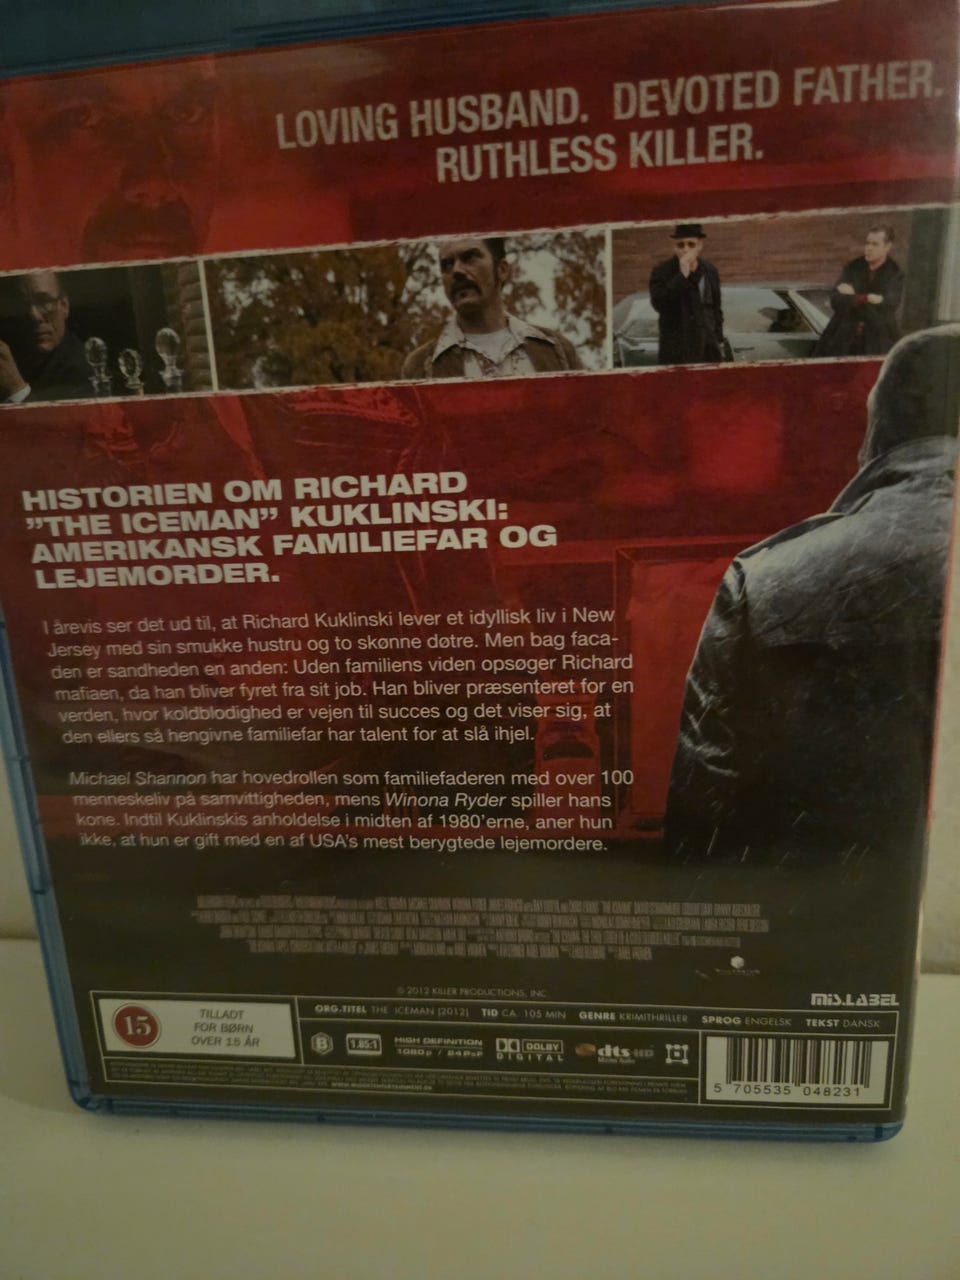 LOVING HUSBAND. DEVOTED FATHER.
RUTHLESS KILLER.
HISTORIEN OM RICHARD
"THE ICEMAN" KUKLINSKI:
AMERIKANSK FAMILIEFAR OG
LEJEMORDER.
I årevis ser det ud til, at Richard Kuklinski lever et idyllisk liv i New
Jersey med sin smukke hustru og to skønne døtre. Men bag faca-
den er sandheden en anden: Uden familiens viden opsøger Richard
mafiaen, da han bliver fyret fra sit job. Han bliver præsenteret for en
verden, hvor koldblodighed er vejen til succes og det viser sig, at
den ellers så hengivne familiefar har talent for at slå ihjel.
Michael Shannon har hovedrollen som familiefaderen med over 100
menneskeliv på samvittigheden, mens Winona Ryder spiller hans
kone. Indtil Kuklinskis anholdelse i midten af 1980'erne, aner hun
ikke, at hun er gift med en af USA's mest berygtede lejemordere.
© 2012 KILLER PRODUCTIONS, INC.
MIS.LABEL
15
TILLADT
FOR BØRN
OVER 15 ÅR
ORG.TITEL THE ICEMAN (2012) TID CA. 105 MIN GENRE KRIMITHRILLER SPROG ENGELSK TEKST DANSK
B 1.85:1 HIGH DEFINITION
1080p / 24PsF
DOLBY
DIGITAL
dts-HD
Master Audio
5 705535 048231